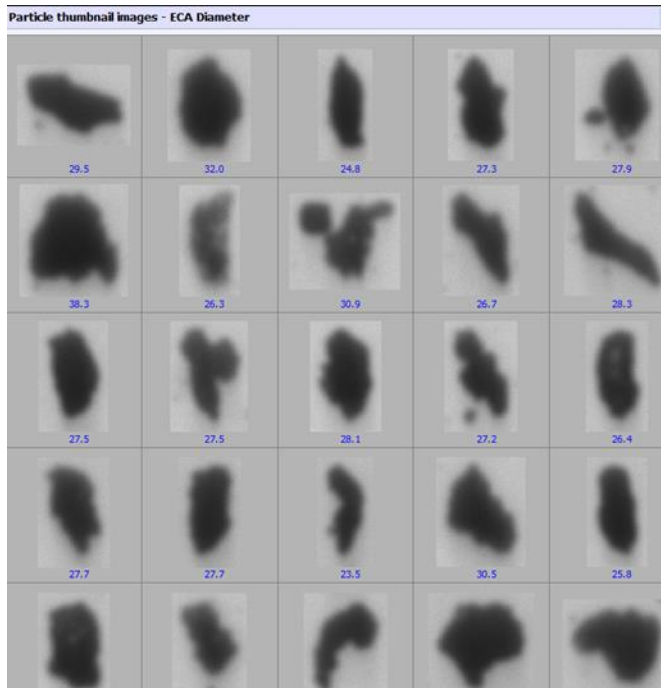 Particle thumbnail images - ECA Diameter
29.5 32.0 24.8 27.3 27.9
38.3 26.3 30.9 26.7 28.3
27.5 27.5 28.1 27.2 26.4
27.7 27.7 23.5 30.5 25.8